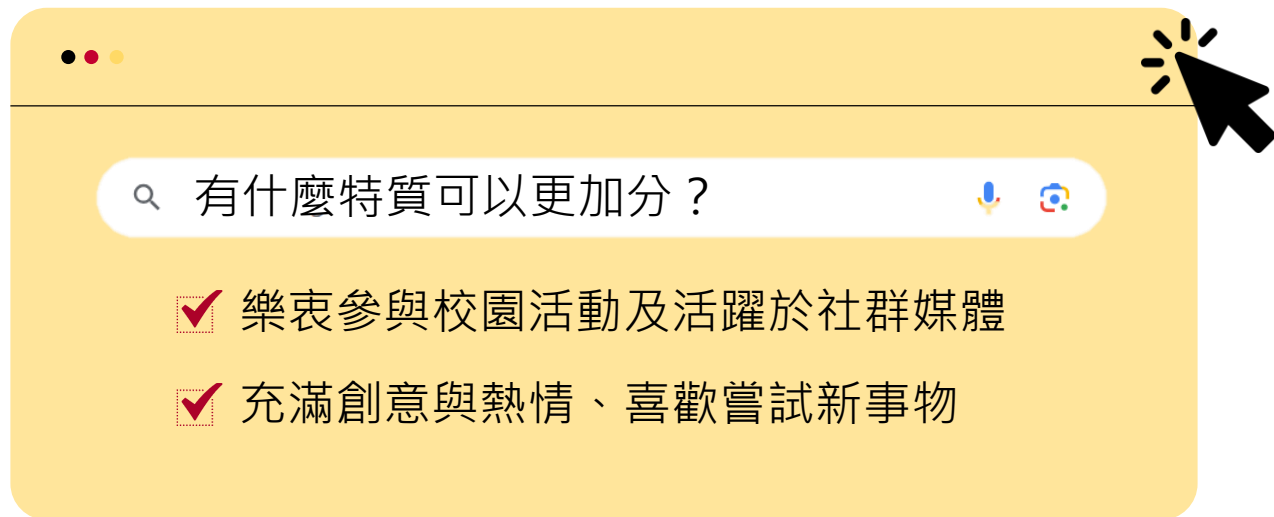 有什麼特質可以更加分？
樂衷參與校園活動及活躍於社群媒體
充滿創意與熱情、喜歡嘗試新事物